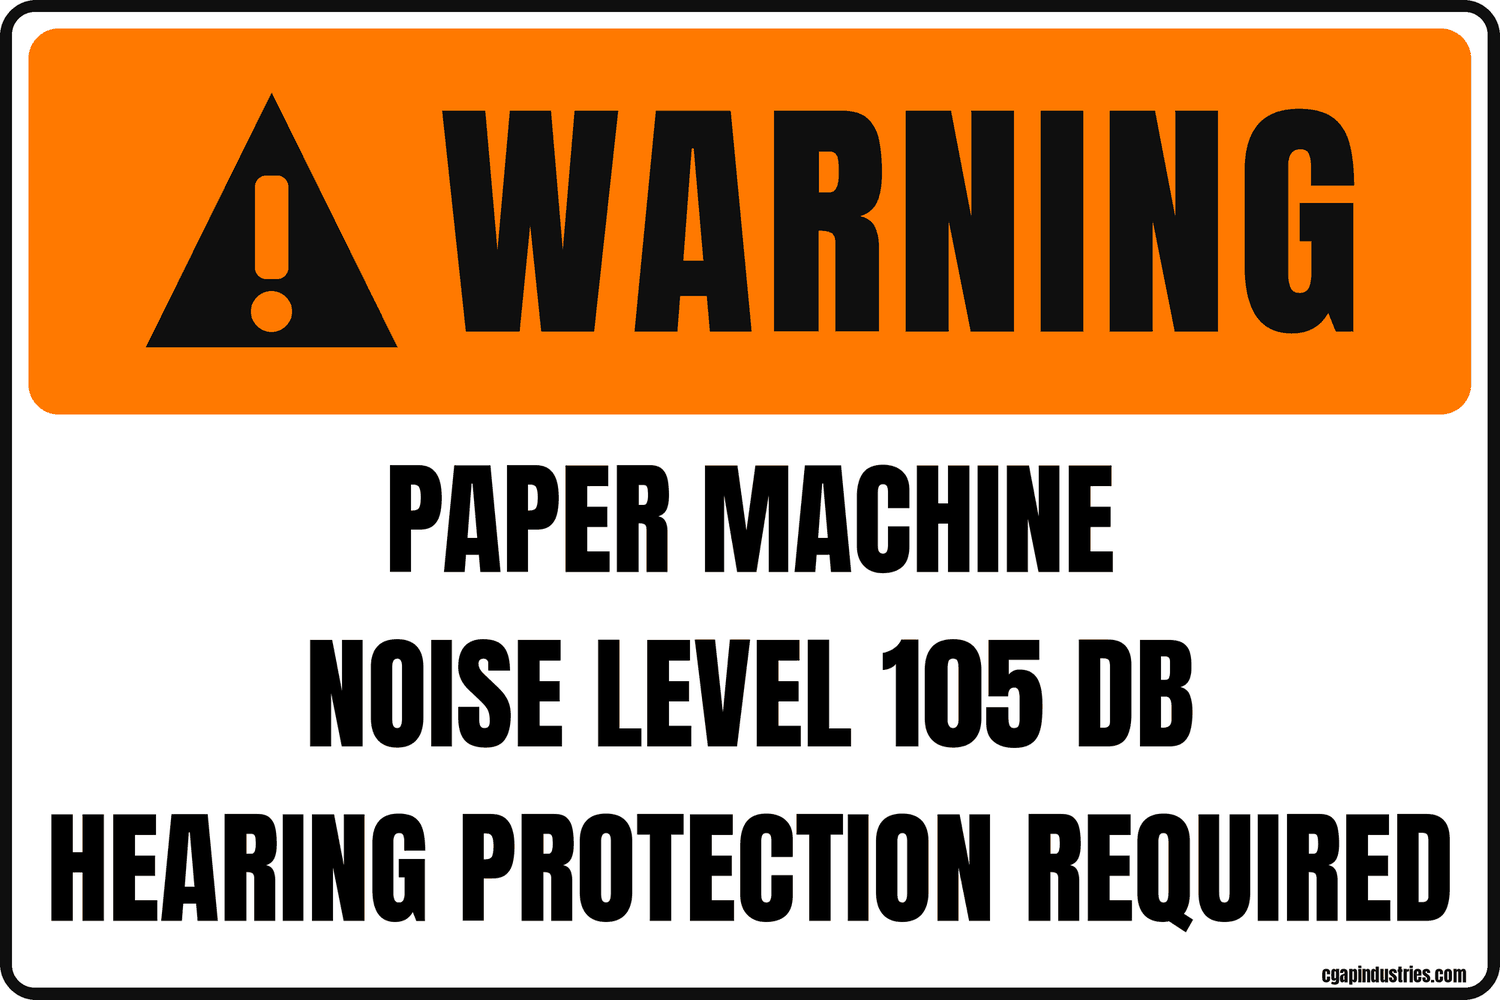 WARNING
PAPER MACHINE
NOISE LEVEL 105 DB
HEARING PROTECTION REQUIRED
cgapindustries.com